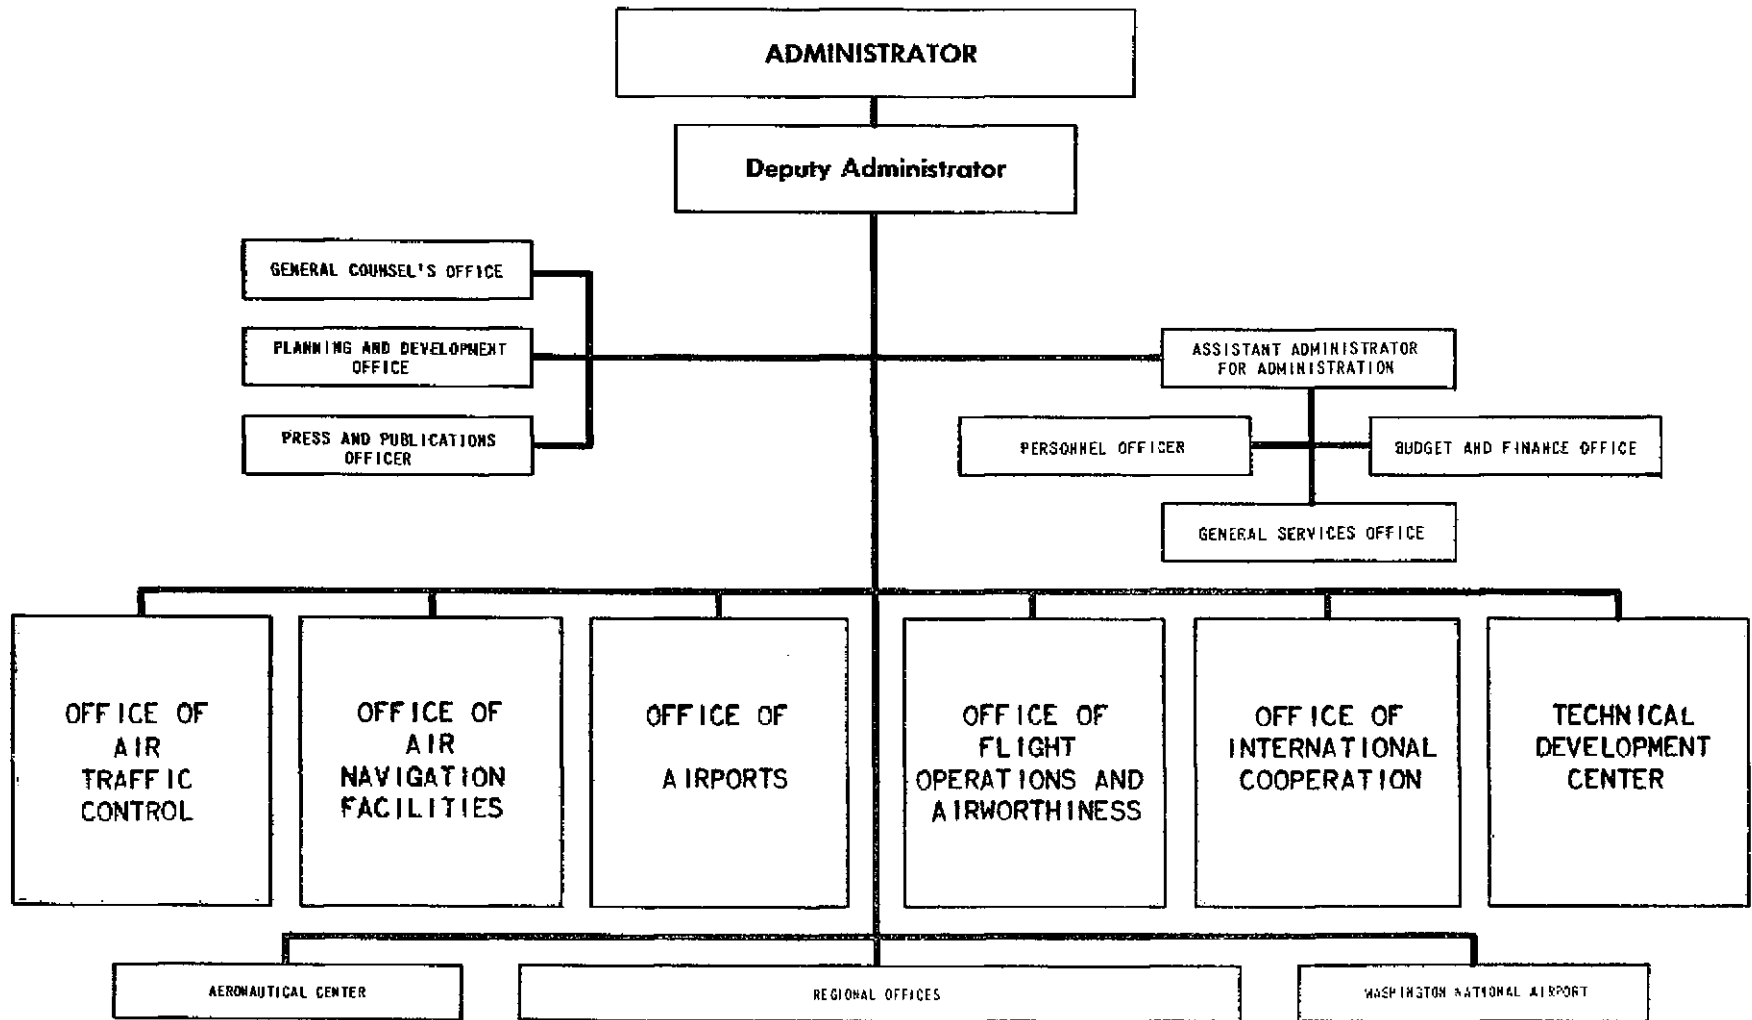 ADMINISTRATOR
Deputy Administrator
GENERAL COUNSEL'S OFFICE
PLANNING AND DEVELOPMENT
OFFICE
PRESS AND PUBLICATIONS
OFFICER
ASSISTANT ADMINISTRATOR
FOR ADMINISTRATION
PERSONNEL OFFICER
BUDGET AND FINANCE OFFICE
GENERAL SERVICES OFFICE
OFFICE OF
AIR
TRAFFIC
CONTROL
OFFICE OF
AIR
NAVIGATION
FACILITIES
OFFICE OF
AIRPORTS
OFFICE OF
FLIGHT
OPERATIONS AND
AIRWORTHINESS
OFFICE OF
INTERNATIONAL
COOPERATION
TECHNICAL
DEVELOPMENT
CENTER
AERONAUTICAL CENTER
REGIONAL OFFICES
WASHINGTON NATIONAL AIRPORT